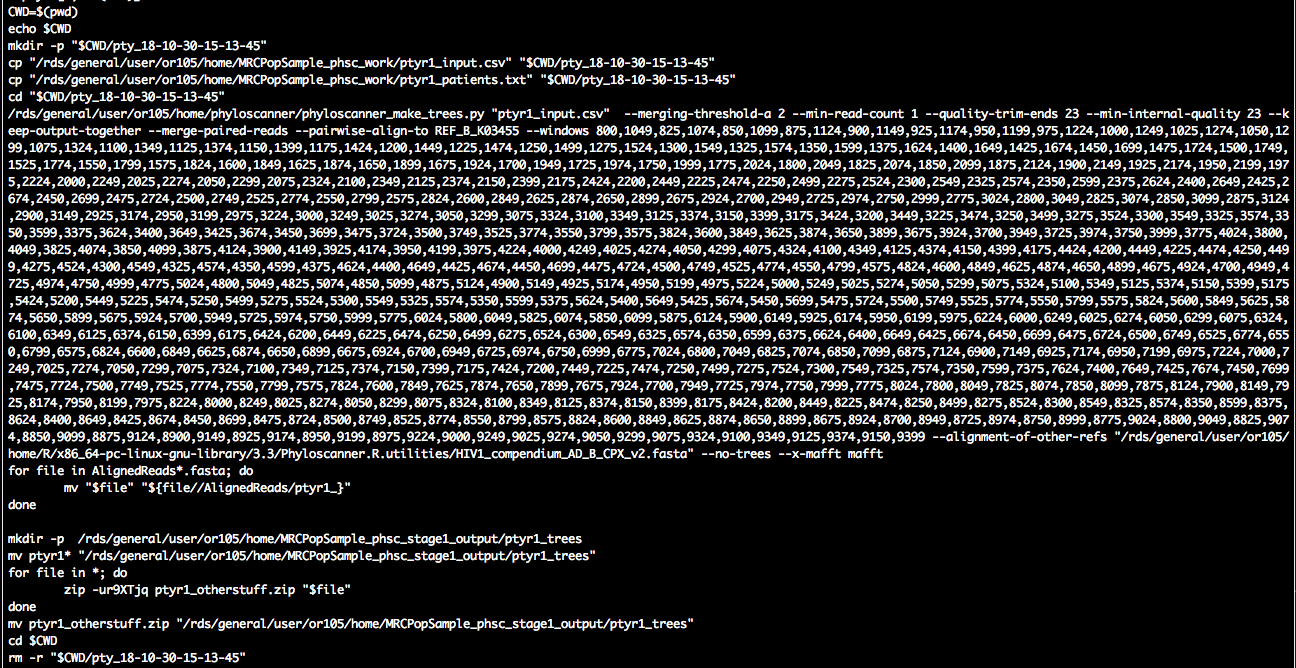 CWD=$(pwd)
echo $CWD
mkdir -p "$CWD/pty_18-10-30-15-13-45"
cp "/rds/general/user/or105/home/MRCPopSample_phsc_work/ptyr1_input.csv" "$CWD/pty_18-10-30-15-13-45"
cp "/rds/general/user/or105/home/MRCPopSample_phsc_work/ptyr1_patients.txt" "$CWD/pty_18-10-30-15-13-45"
cd "$CWD/pty_18-10-30-15-13-45"
/rds/general/user/or105/home/phyloscanner/phyloscanner_make_trees.py "ptyr1_input.csv"  --merging-threshold-a 2 --min-read-count 1 --quality-trim-ends 23 --min-internal-quality 23 --k
eep-output-together --merge-paired-reads --pairwise-align-to REF_B_K03455 --windows 800,1049,825,1074,850,1099,875,1124,900,1149,925,1174,950,1199,975,1224,1000,1249,1025,1274,1050,12
99,1075,1324,1100,1349,1125,1374,1150,1399,1175,1424,1200,1449,1225,1474,1250,1499,1275,1524,1300,1549,1325,1574,1350,1599,1375,1624,1400,1649,1425,1674,1450,1699,1475,1724,1500,1749,
1525,1774,1550,1799,1575,1824,1600,1849,1625,1874,1650,1899,1675,1924,1700,1949,1725,1974,1750,1999,1775,2024,1800,2049,1825,2074,1850,2099,1875,2124,1900,2149,1925,2174,1950,2199,197
5,2224,2000,2249,2025,2274,2050,2299,2075,2324,2100,2349,2125,2374,2150,2399,2175,2424,2200,2449,2225,2474,2250,2499,2275,2524,2300,2549,2325,2574,2350,2599,2375,2624,2400,2649,2425,2
674,2450,2699,2475,2724,2500,2749,2525,2774,2550,2799,2575,2824,2600,2849,2625,2874,2650,2899,2675,2924,2700,2949,2725,2974,2750,2999,2775,3024,2800,3049,2825,3074,2850,3099,2875,3124
,2900,3149,2925,3174,2950,3199,2975,3224,3000,3249,3025,3274,3050,3299,3075,3324,3100,3349,3125,3374,3150,3399,3175,3424,3200,3449,3225,3474,3250,3499,3275,3524,3300,3549,3325,3574,33
50,3599,3375,3624,3400,3649,3425,3674,3450,3699,3475,3724,3500,3749,3525,3774,3550,3799,3575,3824,3600,3849,3625,3874,3650,3899,3675,3924,3700,3949,3725,3974,3750,3999,3775,4024,3800,
4049,3825,4074,3850,4099,3875,4124,3900,4149,3925,4174,3950,4199,3975,4224,4000,4249,4025,4274,4050,4299,4075,4324,4100,4349,4125,4374,4150,4399,4175,4424,4200,4449,4225,4474,4250,449
9,4275,4524,4300,4549,4325,4574,4350,4599,4375,4624,4400,4649,4425,4674,4450,4699,4475,4724,4500,4749,4525,4774,4550,4799,4575,4824,4600,4849,4625,4874,4650,4899,4675,4924,4700,4949,4
725,4974,4750,4999,4775,5024,4800,5049,4825,5074,4850,5099,4875,5124,4900,5149,4925,5174,4950,5199,4975,5224,5000,5249,5025,5274,5050,5299,5075,5324,5100,5349,5125,5374,5150,5399,5175
,5424,5200,5449,5225,5474,5250,5499,5275,5524,5300,5549,5325,5574,5350,5599,5375,5624,5400,5649,5425,5674,5450,5699,5475,5724,5500,5749,5525,5774,5550,5799,5575,5824,5600,5849,5625,58
74,5650,5899,5675,5924,5700,5949,5725,5974,5750,5999,5775,6024,5800,6049,5825,6074,5850,6099,5875,6124,5900,6149,5925,6174,5950,6199,5975,6224,6000,6249,6025,6274,6050,6299,6075,6324,
6100,6349,6125,6374,6150,6399,6175,6424,6200,6449,6225,6474,6250,6499,6275,6524,6300,6549,6325,6574,6350,6599,6375,6624,6400,6649,6425,6674,6450,6699,6475,6724,6500,6749,6525,6774,655
0,6799,6575,6824,6600,6849,6625,6874,6650,6899,6675,6924,6700,6949,6725,6974,6750,6999,6775,7024,6800,7049,6825,7074,6850,7099,6875,7124,6900,7149,6925,7174,6950,7199,6975,7224,7000,7
249,7025,7274,7050,7299,7075,7324,7100,7349,7125,7374,7150,7399,7175,7424,7200,7449,7225,7474,7250,7499,7275,7524,7300,7549,7325,7574,7350,7599,7375,7624,7400,7649,7425,7674,7450,7699
,7475,7724,7500,7749,7525,7774,7550,7799,7575,7824,7600,7849,7625,7874,7650,7899,7675,7924,7700,7949,7725,7974,7750,7999,7775,8024,7800,8049,7825,8074,7850,8099,7875,8124,7900,8149,79
25,8174,7950,8199,7975,8224,8000,8249,8025,8274,8050,8299,8075,8324,8100,8349,8125,8374,8150,8399,8175,8424,8200,8449,8225,8474,8250,8499,8275,8524,8300,8549,8325,8574,8350,8599,8375,
8624,8400,8649,8425,8674,8450,8699,8475,8724,8500,8749,8525,8774,8550,8799,8575,8824,8600,8849,8625,8874,8650,8899,8675,8924,8700,8949,8725,8974,8750,8999,8775,9024,8800,9049,8825,907
4,8850,9099,8875,9124,8900,9149,8925,9174,8950,9199,8975,9224,9000,9249,9025,9274,9050,9299,9075,9324,9100,9349,9125,9374,9150,9399 --alignment-of-other-refs "/rds/general/user/or105/
home/R/x86_64-pc-linux-gnu-library/3.3/Phyloscanner.R.utilities/HIV1_compendium_AD_B_CPX_v2.fasta" --no-trees --x-mafft mafft
for file in AlignedReads*.fasta; do
        mv "$file" "${file//AlignedReads/ptyr1_}"
done

mkdir -p  /rds/general/user/or105/home/MRCPopSample_phsc_stage1_output/ptyr1_trees
mv ptyr1* "/rds/general/user/or105/home/MRCPopSample_phsc_stage1_output/ptyr1_trees"
for file in *; do
        zip -ur9XTjq ptyr1_otherstuff.zip "$file"
done
mv ptyr1_otherstuff.zip "/rds/general/user/or105/home/MRCPopSample_phsc_stage1_output/ptyr1_trees"
cd $CWD
rm -r "$CWD/pty_18-10-30-15-13-45"